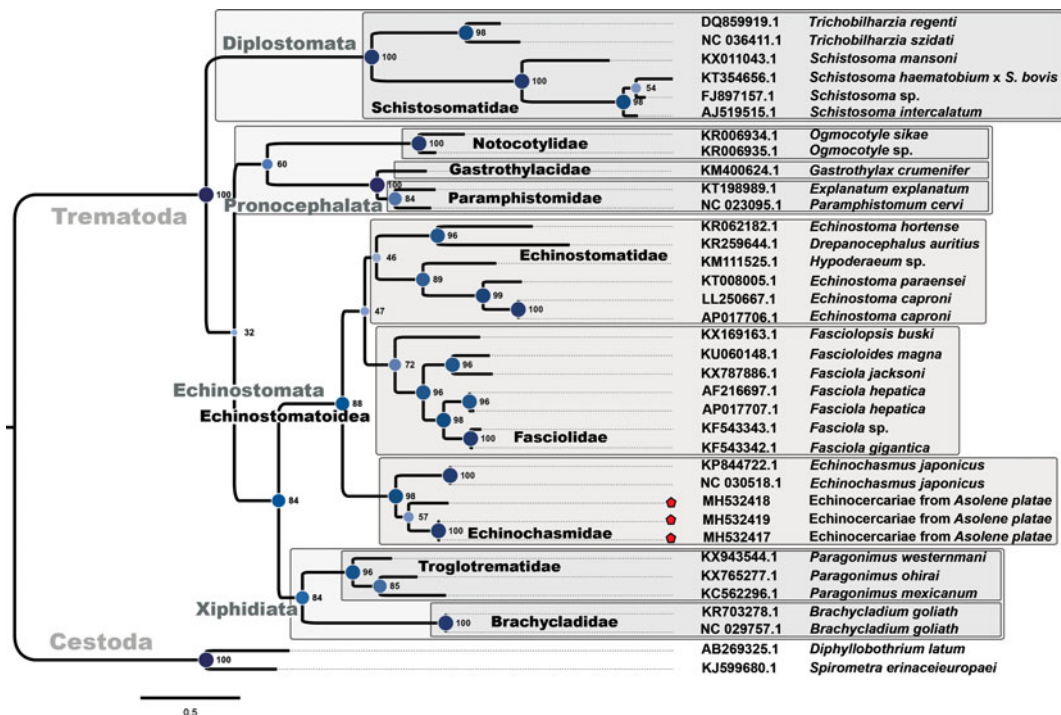 DQ859919.1 Trichobilharzia regenti
98
NC 036411.1 Trichobilharzia szidati
Diplostomata
100
KX011043.1 Schistosoma mansoni
100
KT354656.1 Schistosoma haematobium x S. bovis
54
FJ897157.1 Schistosoma sp.
98
Schistosomatidae
AJ519515.1 Schistosoma intercalatum
KR006934.1 Ogmocotyle sikae
100
Notocotylidae
KR006935.1 Ogmocotyle sp.
60
Gastrothylacidae
KM400624.1 Gastrothylax crumenifer
100
KT198989.1 Explanatum explanatum
100
84
Paramphistomidae
Pronocephalata
NC 023095.1 Paramphistomum cervi
Trematoda
KR062182.1 Echinostoma hortense
96
KR259644.1 Drepanocephalus auritius
Echinostomatidae
46
KM111525.1 Hypoderaeum sp.
89
KT008005.1 Echinostoma paraensei
99
LL250667.1 Echinostoma caproni
47
100
AP017706.1 Echinostoma caproni
32
KX169163.1 Fasciolopsis buski
KU060148.1 Fascioloides magna
72
96
KX787886.1 Fasciola jacksoni
Echinostomata
96
AF216697.1 Fasciola hepatica
88
96
Echinostomatoidea
AP017707.1 Fasciola hepatica
98
KF543343.1 Fasciola sp.
100
Fasciolidae
KF543342.1 Fasciola gigantica
KP844722.1 Echinochasmus japonicus
100
NC 030518.1 Echinochasmus japonicus
98
84
MH532418 Echinocercariae from Asolene platae
57
MH532419 Echinocercariae from Asolene platae
100
Echinochasmidae
MH532417 Echinocercariae from Asolene platae
KX943544.1 Paragonimus westernmani
96
Troglotrematidae
KX765277.1 Paragonimus ohirai
85
KC562296.1 Paragonimus mexicanum
84
Xiphidiata
KR703278.1 Brachycladium goliath
100
Brachycladidae
NC 029757.1 Brachycladium goliath
Cestoda
AB269325.1 Diphyllobothrium latum
100
KJ599680.1 Spirometra erinaceieuropaei
0.5